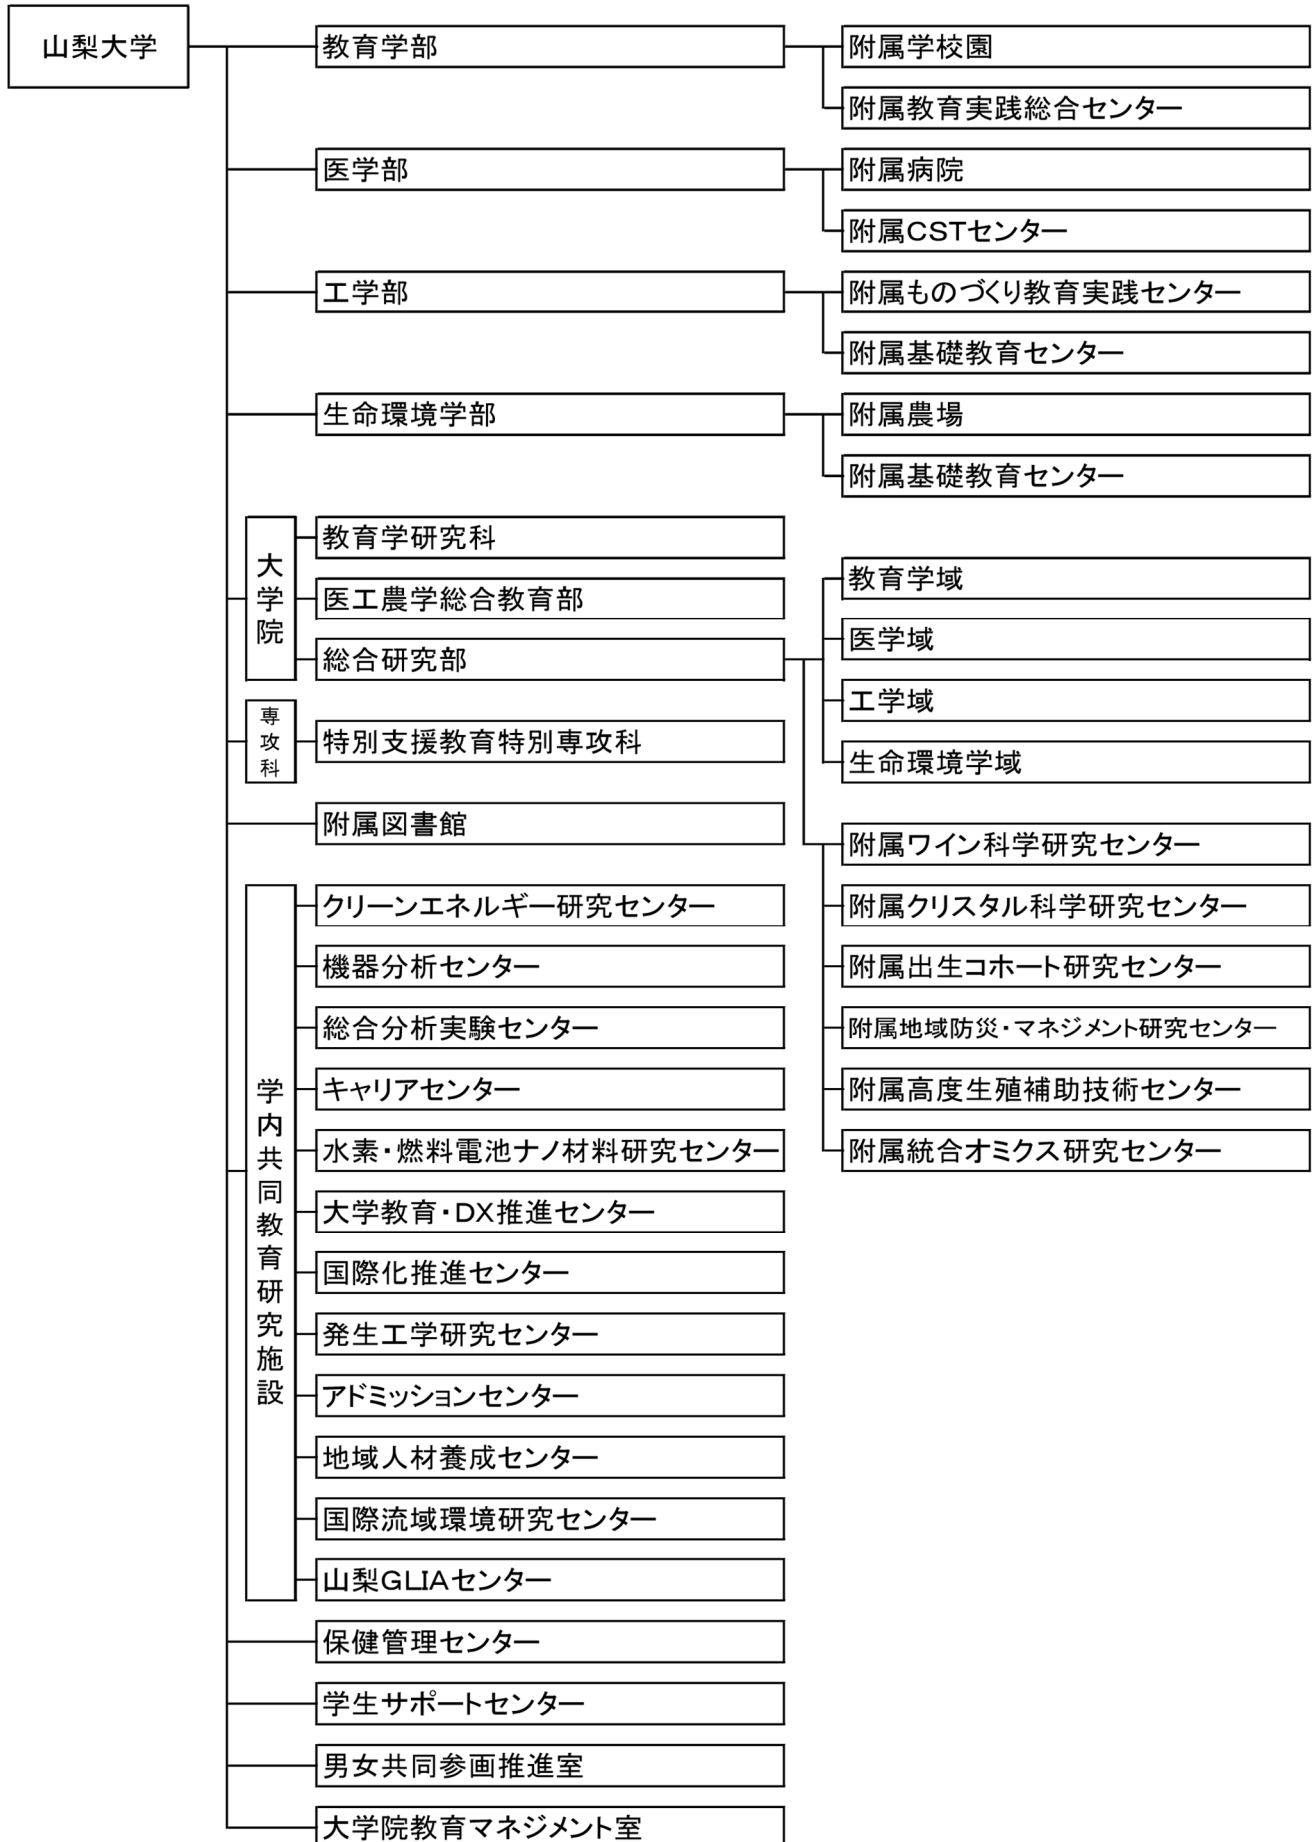 山梨大学
教育学部
附属学校園
附属教育実践総合センター
医学部
附属病院
附属CSTセンター
工学部
附属ものづくり教育実践センター
附属基礎教育センター
生命環境学部
附属農場
附属基礎教育センター
大学院
教育学研究科
医工農学総合教育部
総合研究部
教育学域
医学域
工学域
生命環境学域
附属ワイン科学研究センター
附属クリスタル科学研究センター
附属出生コホート研究センター
附属地域防災・マネジメント研究センター
附属高度生殖補助技術センター
附属統合オミクス研究センター
専攻科
特別支援教育特別専攻科
附属図書館
学内共同教育研究施設
クリーンエネルギー研究センター
機器分析センター
総合分析実験センター
キャリアセンター
水素・燃料電池ナノ材料研究センター
大学教育・DX推進センター
国際化推進センター
発生工学研究センター
アドミッションセンター
地域人材養成センター
国際流域環境研究センター
山梨GLIAセンター
保健管理センター
学生サポートセンター
男女共同参画推進室
大学院教育マネジメント室